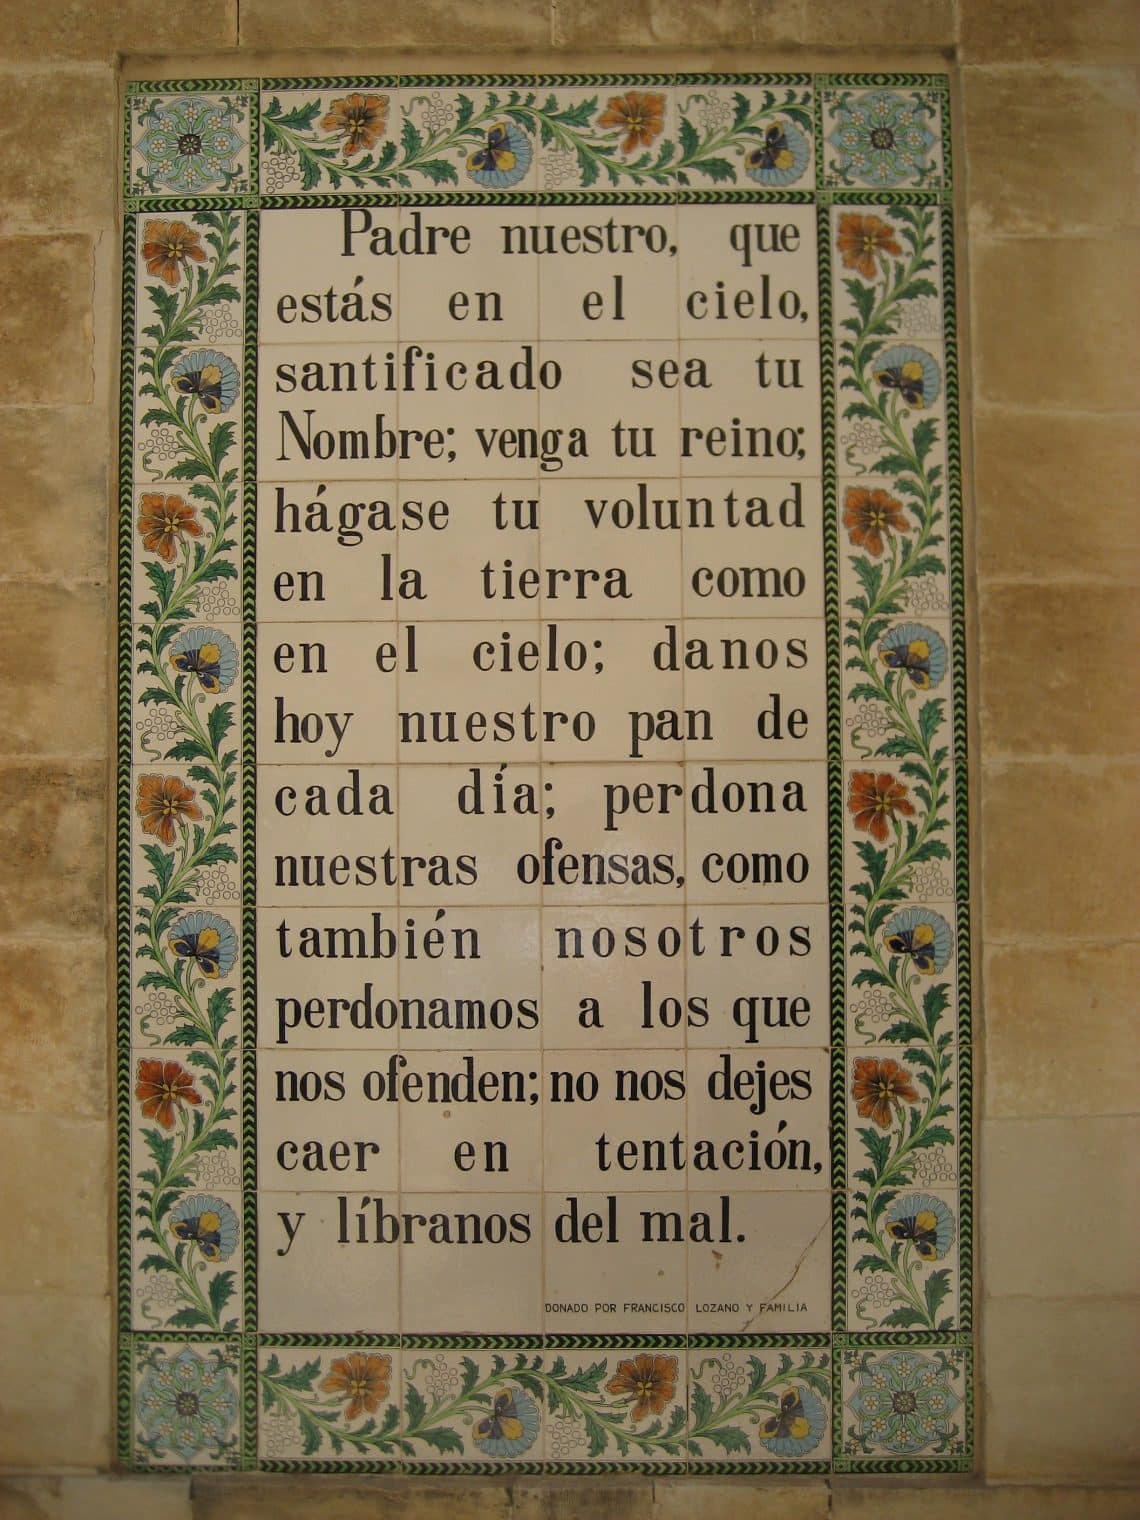 Padre nuestro, que
estás en el cielo,
santificado sea tu
Nombre; venga tu reino;
hágase tu voluntad
en la tierra como
en el cielo; danos
hoy nuestro pan de
cada día; perdona
nuestras ofensas, como
también nosotros
perdonamos a los que
nos ofenden; no nos dejes
caer en tentación,
y líbranos del mal.
DONADO POR FRANCISCO LOZANO Y FAMILIA